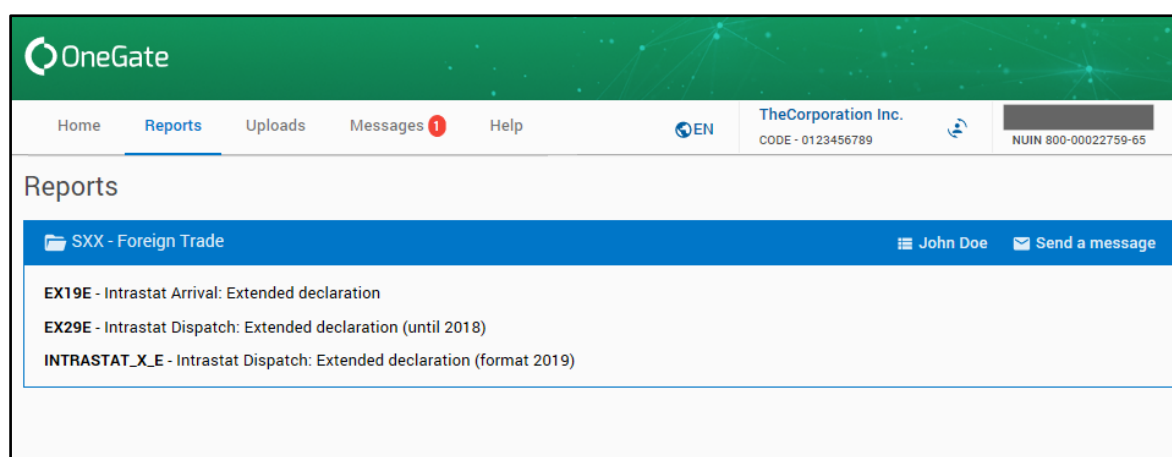 OneGate
Home Reports Uploads Messages 1 Help EN TheCorporation Inc.
CODE - 0123456789 NUIN 800-00022759-65
Reports
SXX - Foreign Trade John Doe Send a message
EX19E - Intrastat Arrival: Extended declaration
EX29E - Intrastat Dispatch: Extended declaration (until 2018)
INTRASTAT_X_E - Intrastat Dispatch: Extended declaration (format 2019)